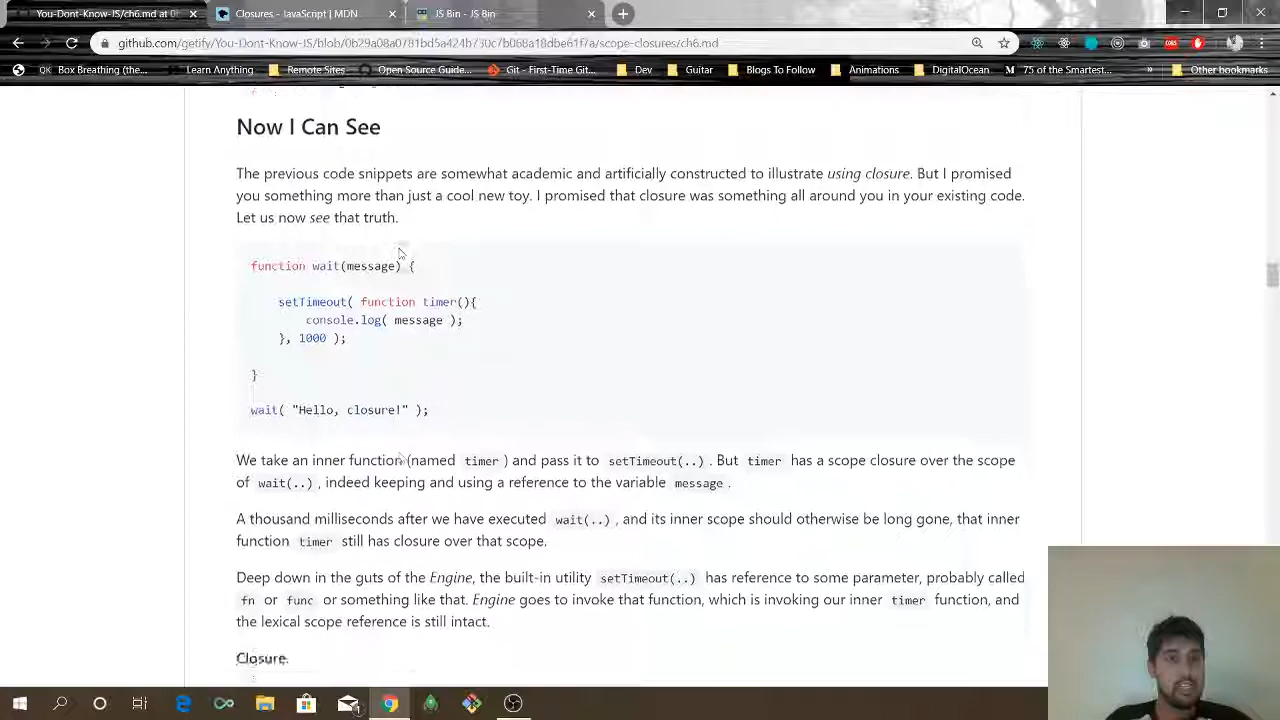 You-Dont-Know-JS/ch6.md at 0
Closures - JavaScript | MDN
JS Bin - JS Bin
github.com/getify/You-Dont-Know-JS/blob/0b29a08a0781bd5a424b/30c7b068a18dbe61f7a/scope-closures/ch6.md
QK Box Breathing (the...
Learn Anything
Remote Sites
Open Source Guide...
Git - First-Time Git...
Dev
Guitar
Blogs To Follow
Animations
DigitalOcean
M 75 of the Smartest...
»
Other bookmarks
Now I Can See
The previous code snippets are somewhat academic and artificially constructed to illustrate using closure. But I promised
you something more than just a cool new toy. I promised that closure was something all around you in your existing code.
Let us now see that truth.
function wait(message) {
setTimeout( function timer(){
console.log( message );
}, 1000 );
}
wait( "Hello, closure!" );
We take an inner function (named timer ) and pass it to setTimeout(..) . But timer has a scope closure over the scope
of wait(..) , indeed keeping and using a reference to the variable message .
A thousand milliseconds after we have executed wait(..) , and its inner scope should otherwise be long gone, that inner
function timer still has closure over that scope.
Deep down in the guts of the Engine, the built-in utility setTimeout(..) has reference to some parameter, probably called
fn or func or something like that. Engine goes to invoke that function, which is invoking our inner timer function, and
the lexical scope reference is still intact.
Closure.